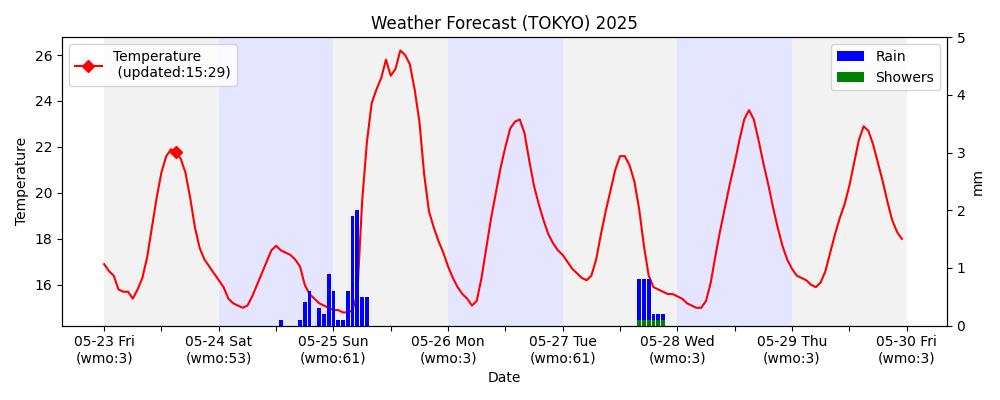 Weather Forecast (TOKYO) 2025
Temperature
(updated:15:29)
Rain
Showers
26
24
22
20
18
16
Temperature
5
4
3
2
1
0
mm
05-23 Fri
(wmo:3)
05-24 Sat
(wmo:53)
05-25 Sun
(wmo:61)
05-26 Mon
(wmo:3)
05-27 Tue
(wmo:61)
05-28 Wed
(wmo:3)
05-29 Thu
(wmo:3)
05-30 Fri
(wmo:3)
Date